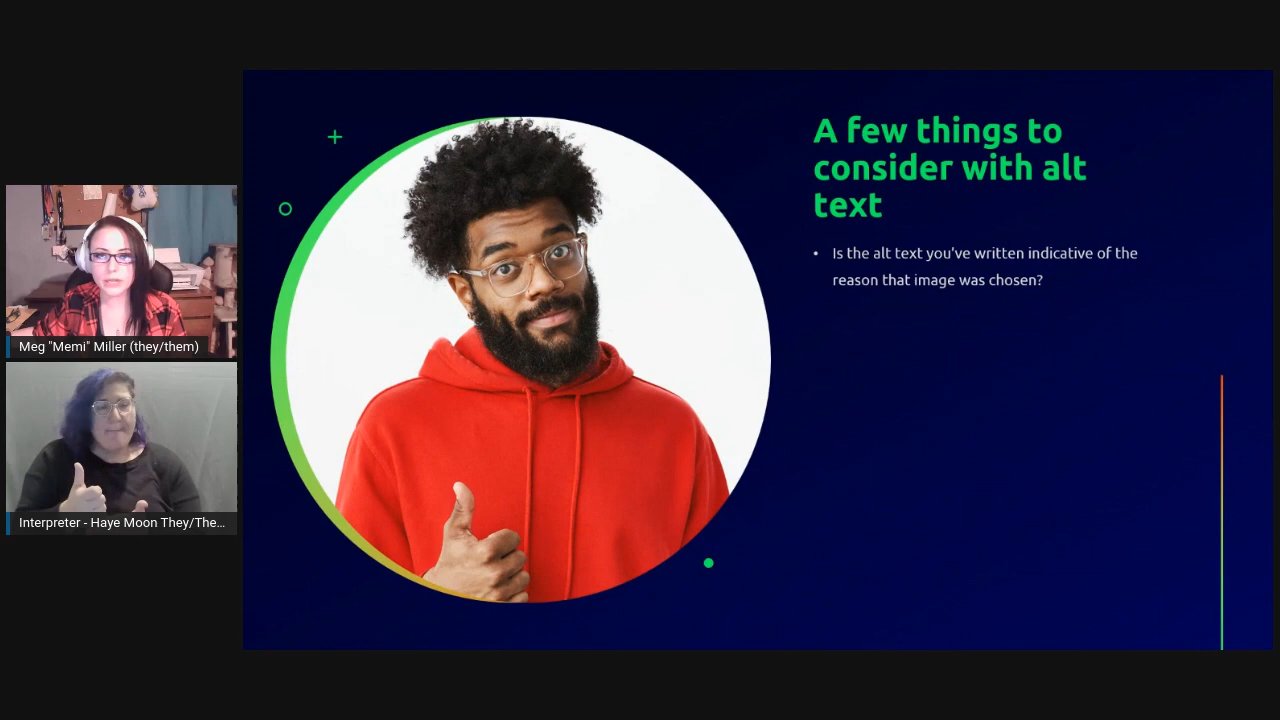 A few things to
consider with alt
text
• Is the alt text you've written indicative of the
reason that image was chosen?
Meg "Memi" Miller (they/them)
Interpreter - Haye Moon They/The...